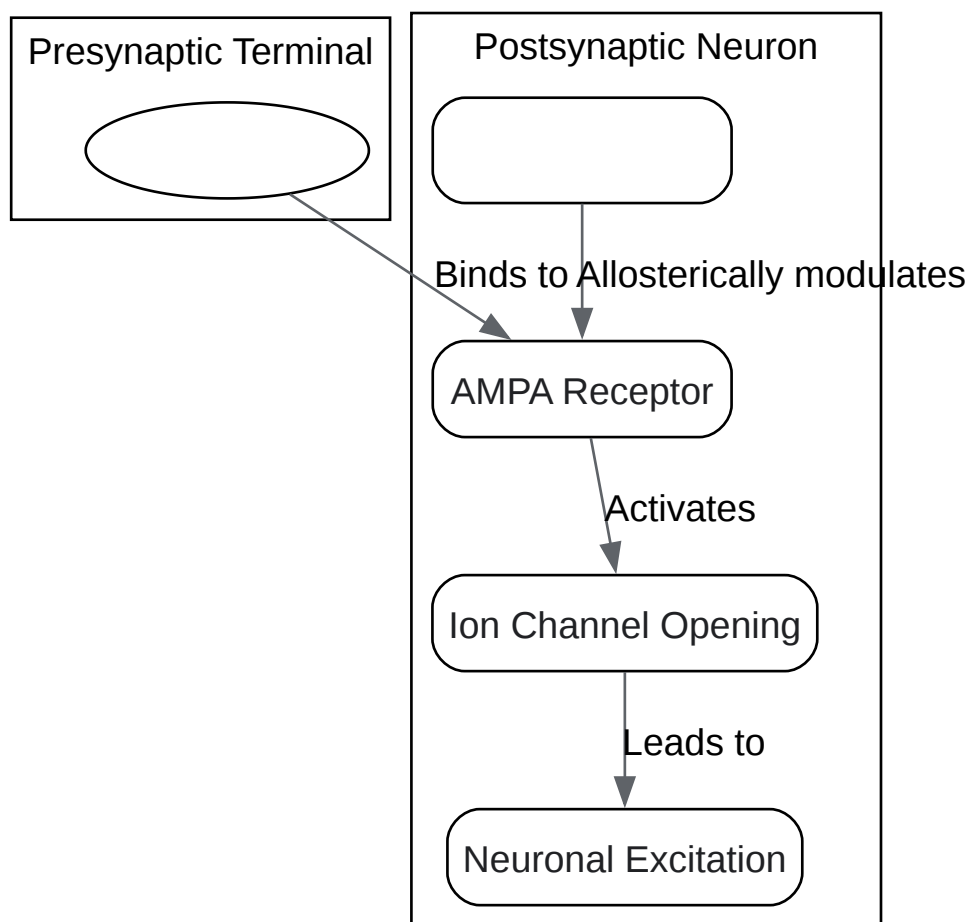 Presynaptic Terminal
Postsynaptic Neuron
Binds to
Allosterically modulates
AMPA Receptor
Activates
Ion Channel Opening
Leads to
Neuronal Excitation